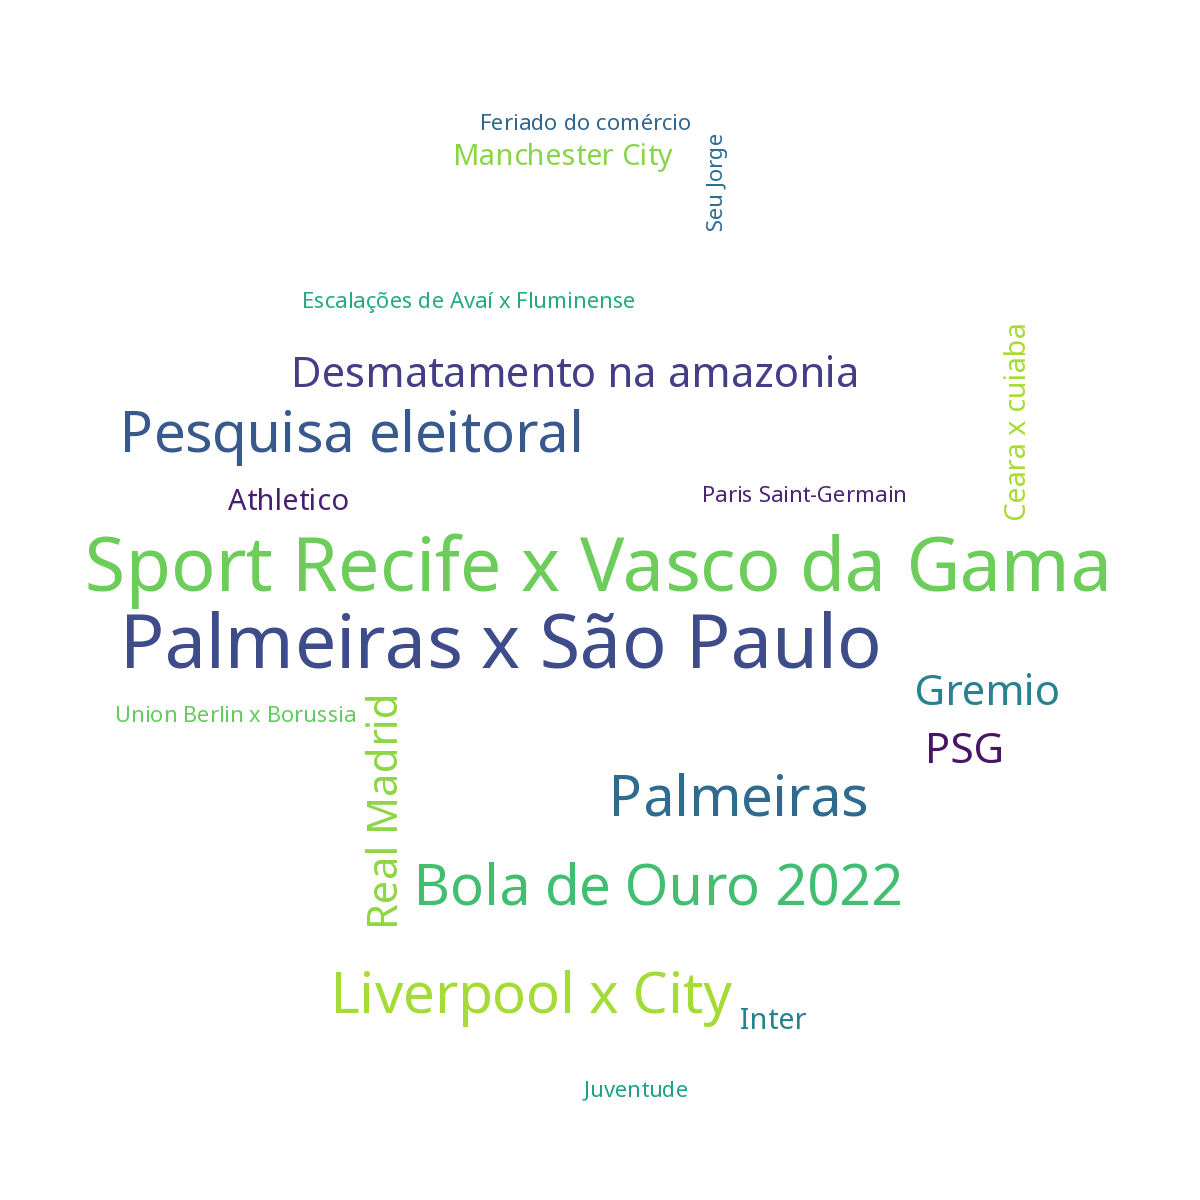 Feriado do comércio
Manchester City
Seu Jorge
Escalações de Avaí x Fluminense
Desmatamento na amazonia
Ceara x cuiaba
Pesquisa eleitoral
Athletico
Paris Saint-Germain
Sport Recife x Vasco da Gama
Palmeiras x São Paulo
Gremio
Union Berlin x Borussia
Real Madrid
PSG
Palmeiras
Bola de Ouro 2022
Liverpool x City
Inter
Juventude